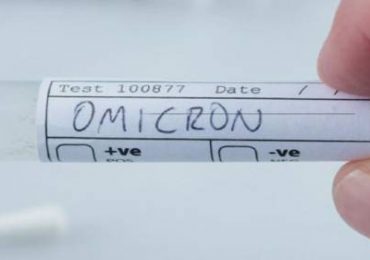 Test 100877 Date / /
OMICRON
+ve -ve